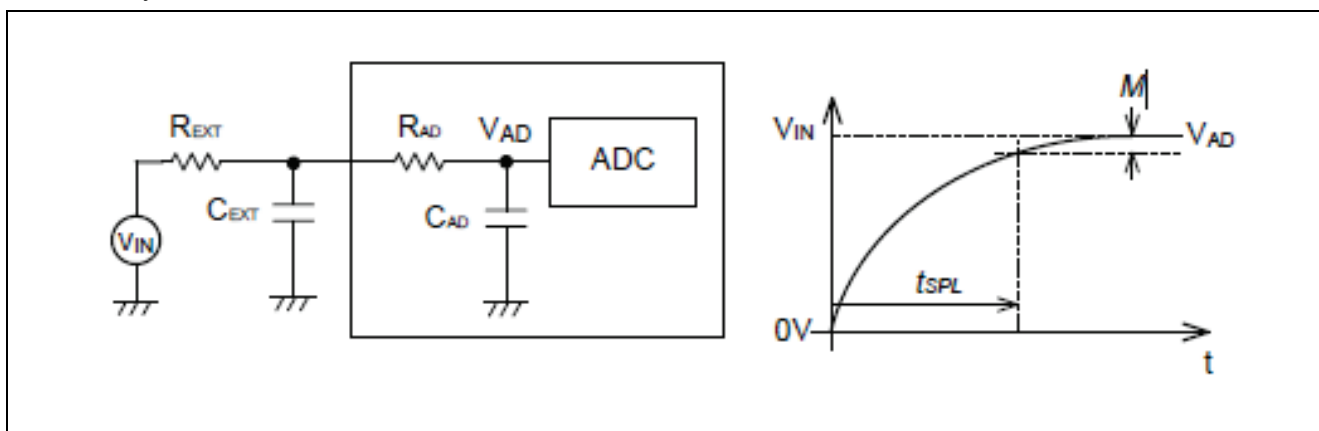 REXT
RAD
VAD
ADC
CEXT
CAD
VIN
M
VIN
VAD
tSPL
0V
t